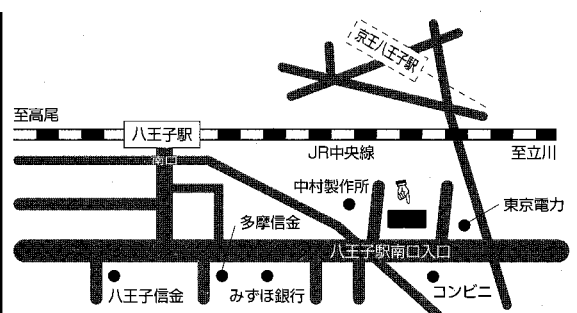 京王八王子駅
至高尾
八王子駅
南口
JR中央線
至立川
中村製作所
東京電力
多摩信金
八王子駅南口入口
八王子信金
みずほ銀行
コンビニ